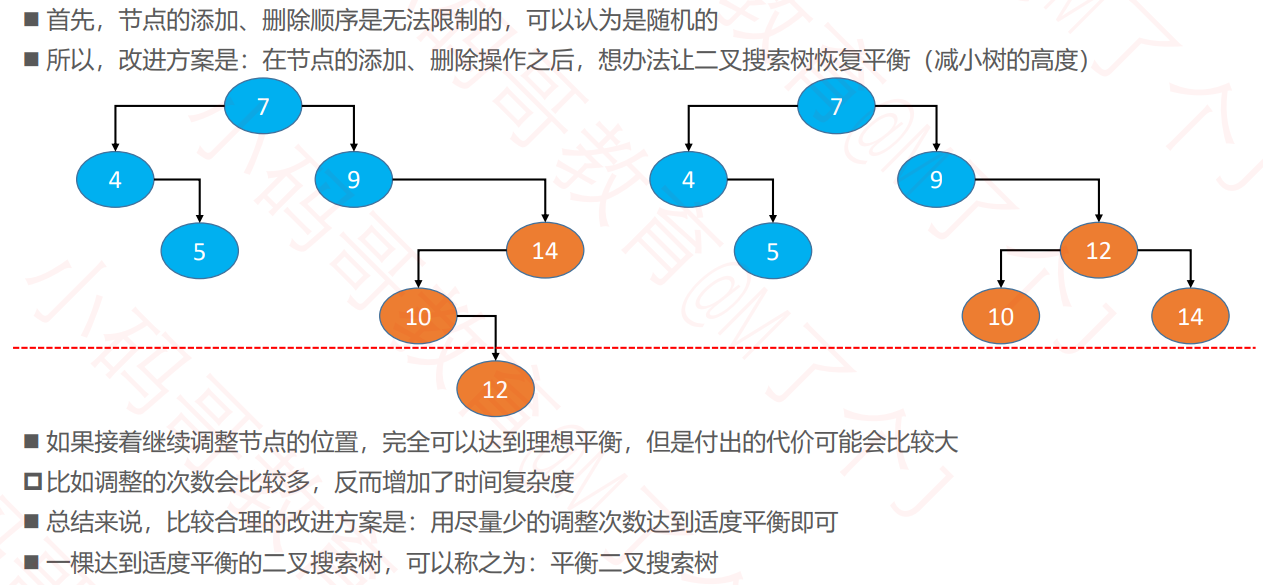 首先，节点的添加、删除顺序是无法限制的，可以认为是随机的
所以，改进方案是：在节点的添加、删除操作之后，想办法让二叉搜索树恢复平衡（减小树的高度）
7 7
4 9 4 9
5 14 5 12
10 10 14
12
如果接着继续调整节点的位置，完全可以达到理想平衡，但是付出的代价可能会比较大
比如调整的次数会比较多，反而增加了时间复杂度
总结来说，比较合理的改进方案是：用尽量少的调整次数达到适度平衡即可
一棵达到适度平衡的二叉搜索树，可以称之为：平衡二叉搜索树
小码哥教育@M了个J